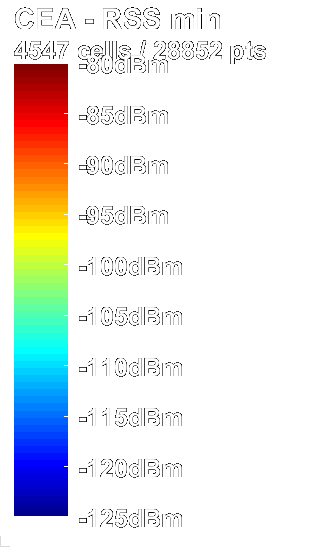 CEA - RSS min
4547 cells / 28852 pts
-80dBm
-85dBm
-90dBm
-95dBm
-100dBm
-105dBm
-110dBm
-115dBm
-120dBm
-125dBm